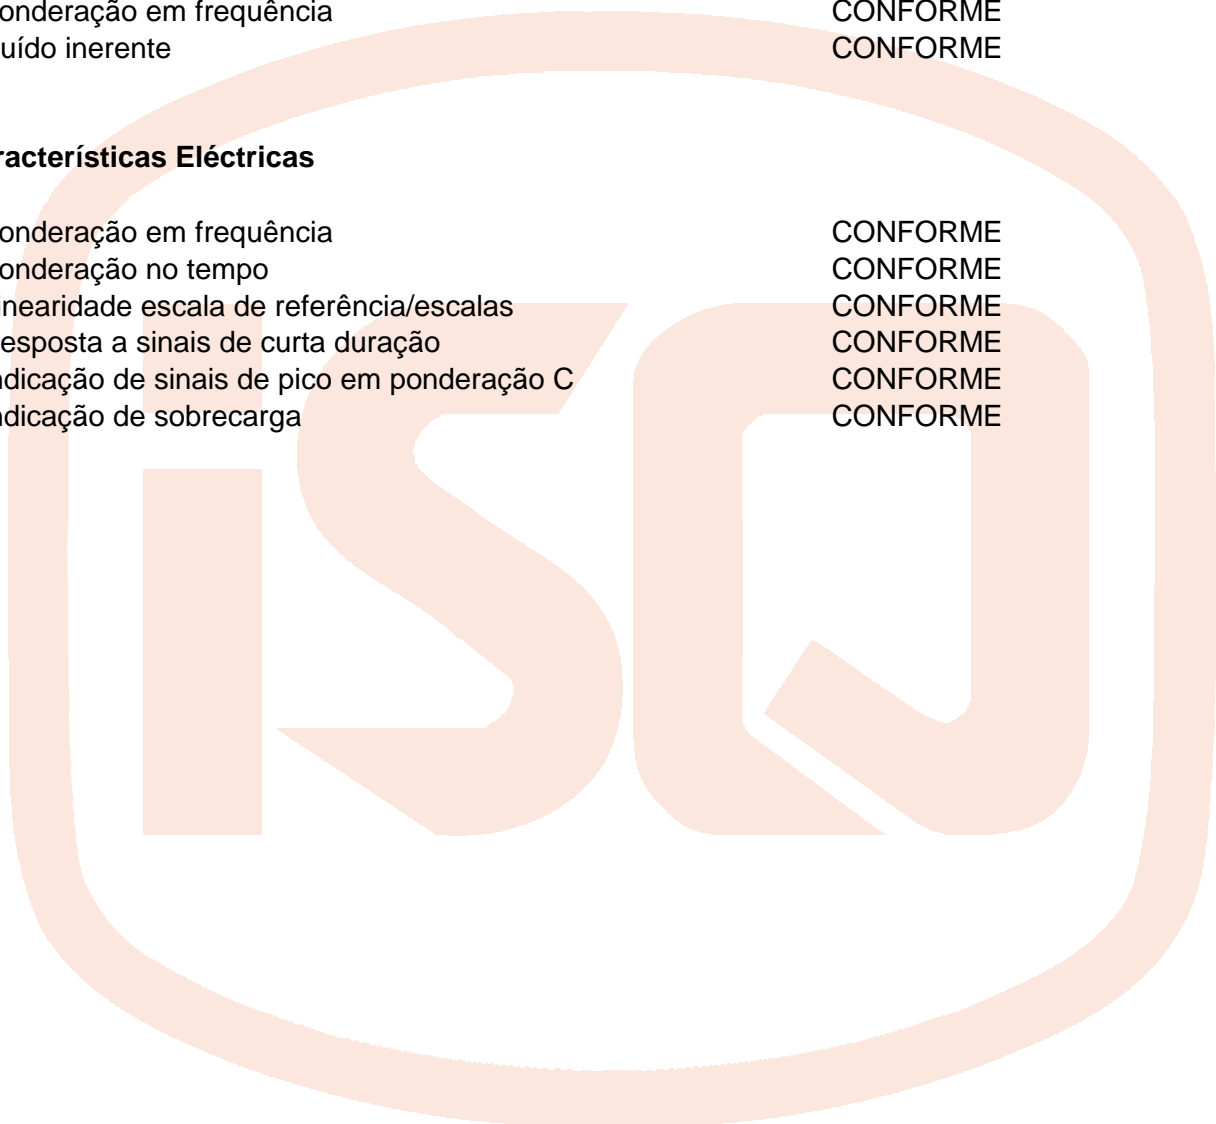 onderação em frequência CONFORME
uído inerente CONFORME
racterísticas Eléctricas
onderação em frequência CONFORME
onderação no tempo CONFORME
inearidade escala de referência/escalas CONFORME
esposta a sinais de curta duração CONFORME
ndicação de sinais de pico em ponderação C CONFORME
ndicação de sobrecarga CONFORME
iSQ